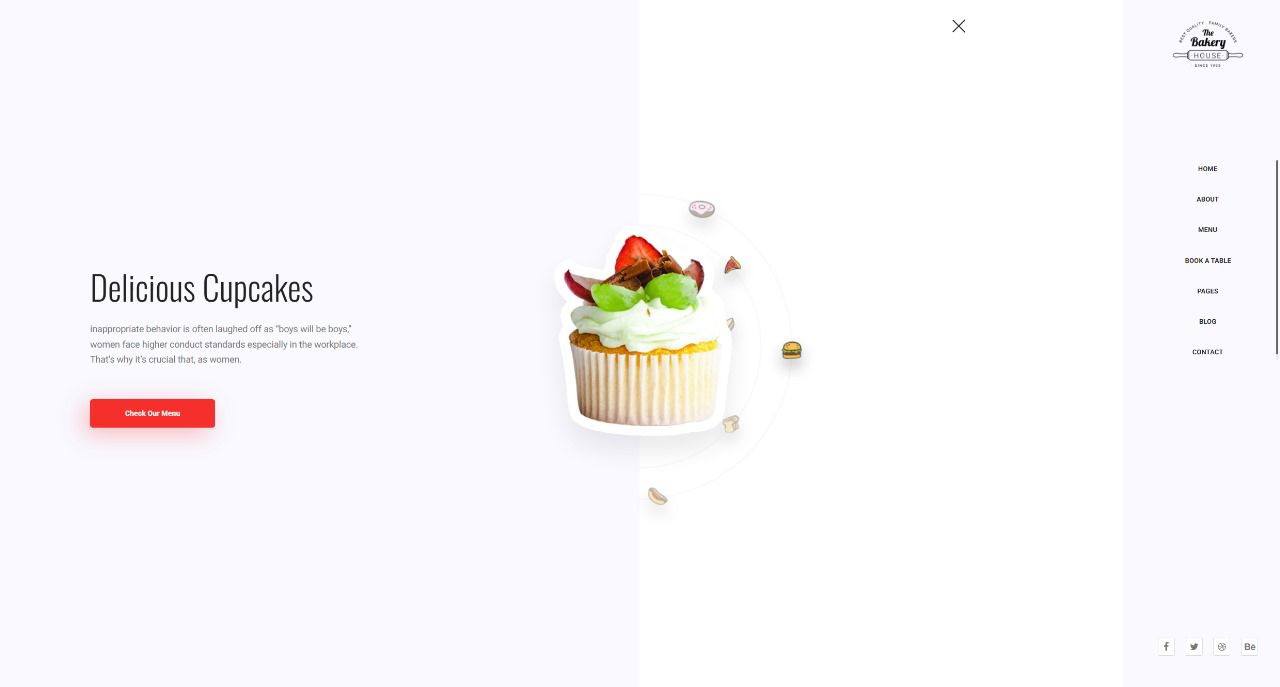 BEST QUALITY FAMILY BAKERS
The
Bakery
HOUSE
SINCE 1953
HOME
ABOUT
MENU
BOOK A TABLE
PAGES
BLOG
CONTACT
Delicious Cupcakes
inappropriate behavior is often laughed off as "boys will be boys,"
women face higher conduct standards especially in the workplace.
That's why it's crucial that, as women.
Check Our Menu
Be